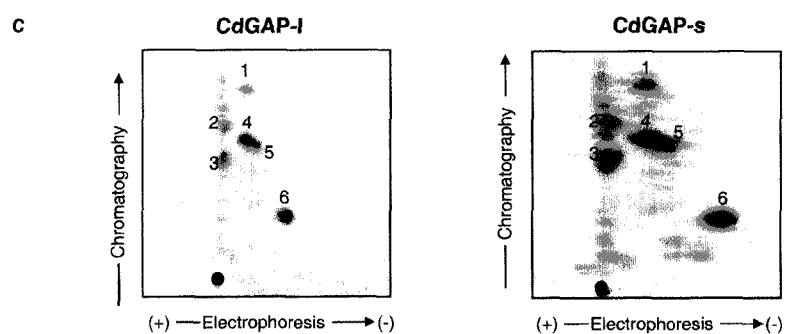 c
CdGAP-l
CdGAP-s
Chromatography
1
2
4
3
5
6
(+) Electrophoresis (-)
Chromatography
1
2
4
5
3
6
(+) Electrophoresis (-)